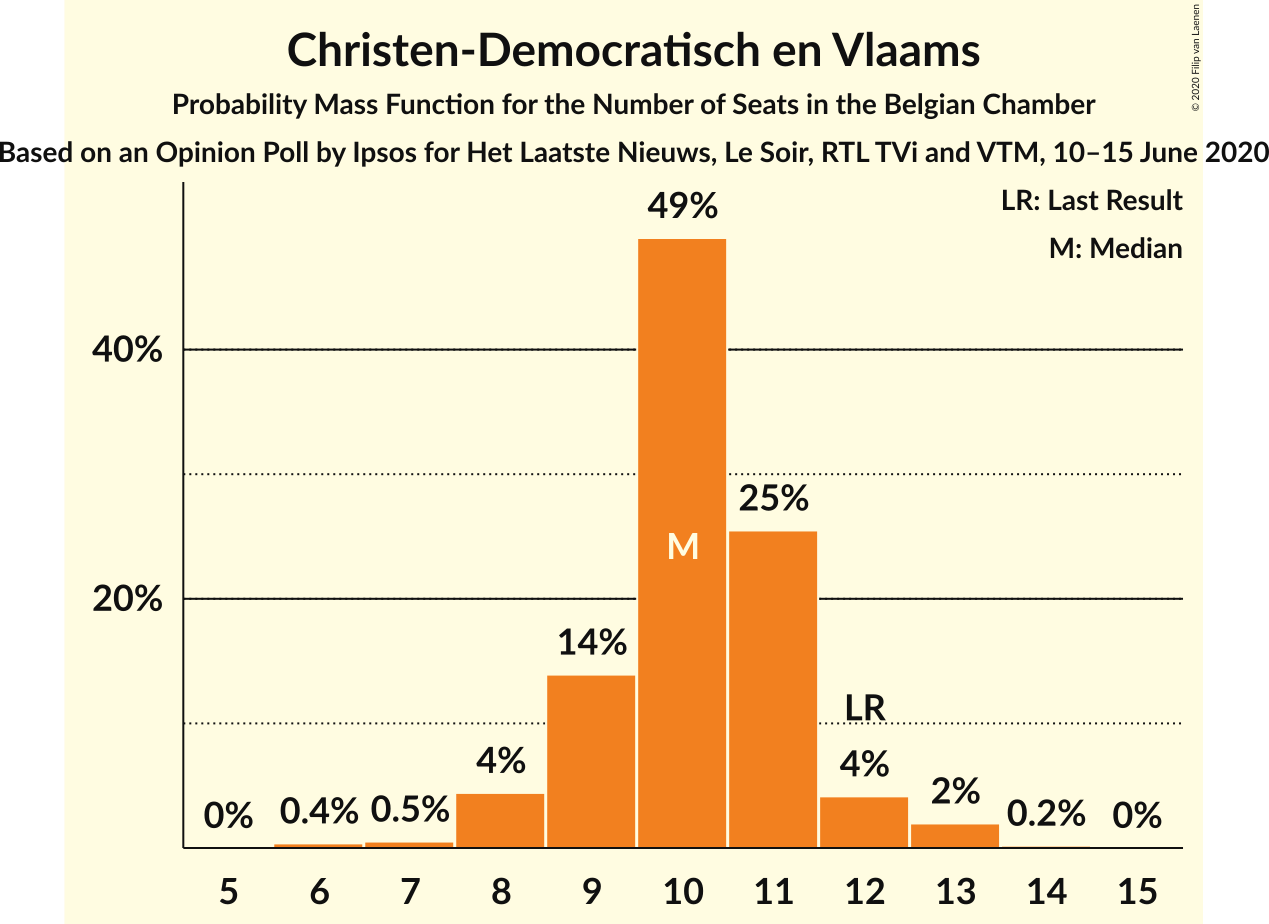 Christen-Democratisch en Vlaams
Probability Mass Function for the Number of Seats in the Belgian Chamber
Based on an Opinion Poll by Ipsos for Het Laatste Nieuws, Le Soir, RTL TVi and VTM, 10–15 June 2020
© 2020 Filip van Laenen
LR: Last Result
M: Median
49%
40%
25%
M
20%
14%
LR
4%
4%
2%
0%
0.4%
0.5%
0.2%
0%
5 6 7 8 9 10 11 12 13 14 15